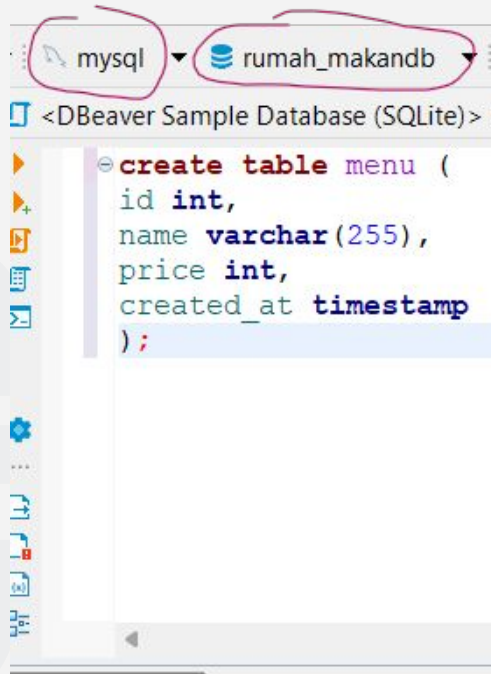 mysql rumah_makandb
<DBeaver Sample Database (SQLite)>
create table menu (
id int,
name varchar(255),
price int,
created_at timestamp
);